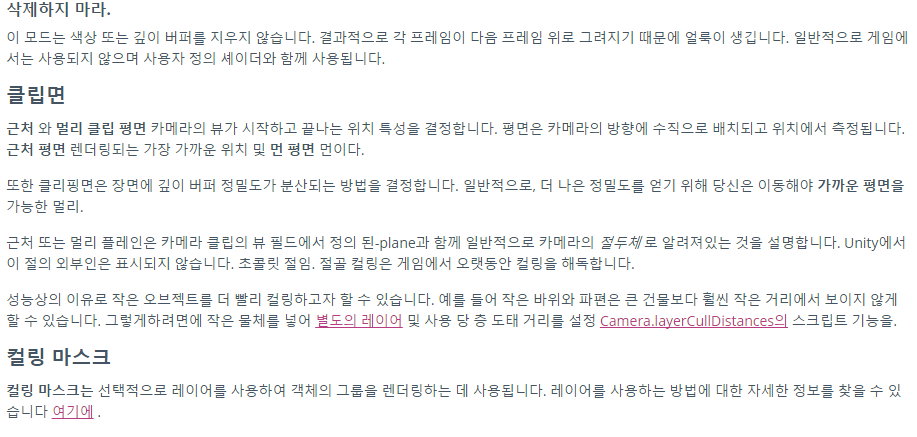 삭제하지 마라.
이 모드는 색상 또는 깊이 버퍼를 지우지 않습니다. 결과적으로 각 프레임이 다음 프레임 위로 그려지기 때문에 얼룩이 생깁니다. 일반적으로 게임에
서는 사용되지 않으며 사용자 정의 셰이더와 함께 사용됩니다.
클립면
근처 와 멀리 클립 평면 카메라의 뷰가 시작하고 끝나는 위치 특성을 결정합니다. 평면은 카메라의 방향에 수직으로 배치되고 위치에서 측정됩니다.
근처 평면 렌더링되는 가장 가까운 위치 및 먼 평면 먼이다.
또한 클리핑면은 장면에 깊이 버퍼 정밀도가 분산되는 방법을 결정합니다. 일반적으로, 더 나은 정밀도를 얻기 위해 당신은 이동해야 가까운 평면을
가능한 멀리.
근처 또는 멀리 플레인은 카메라 클립의 뷰 필드에서 정의 된-plane과 함께 일반적으로 카메라의 절두체 로 알려져있는 것을 설명합니다. Unity에서
이 절의 외부인은 표시되지 않습니다. 초콜릿 절임. 절골 컬링은 게임에서 오랫동안 컬링을 해독합니다.
성능상의 이유로 작은 오브젝트를 더 빨리 컬링하고자 할 수 있습니다. 예를 들어 작은 바위와 파편은 큰 건물보다 훨씬 작은 거리에서 보이지 않게
할 수 있습니다. 그렇게하려면에 작은 물체를 넣어 별도의 레이어 및 사용 당 층 도태 거리를 설정 Camera.layerCullDistances의 스크립트 기능을.
컬링 마스크
컬링 마스크는 선택적으로 레이어를 사용하여 객체의 그룹을 렌더링하는 데 사용됩니다. 레이어를 사용하는 방법에 대한 자세한 정보를 찾을 수 있
습니다 여기에 .